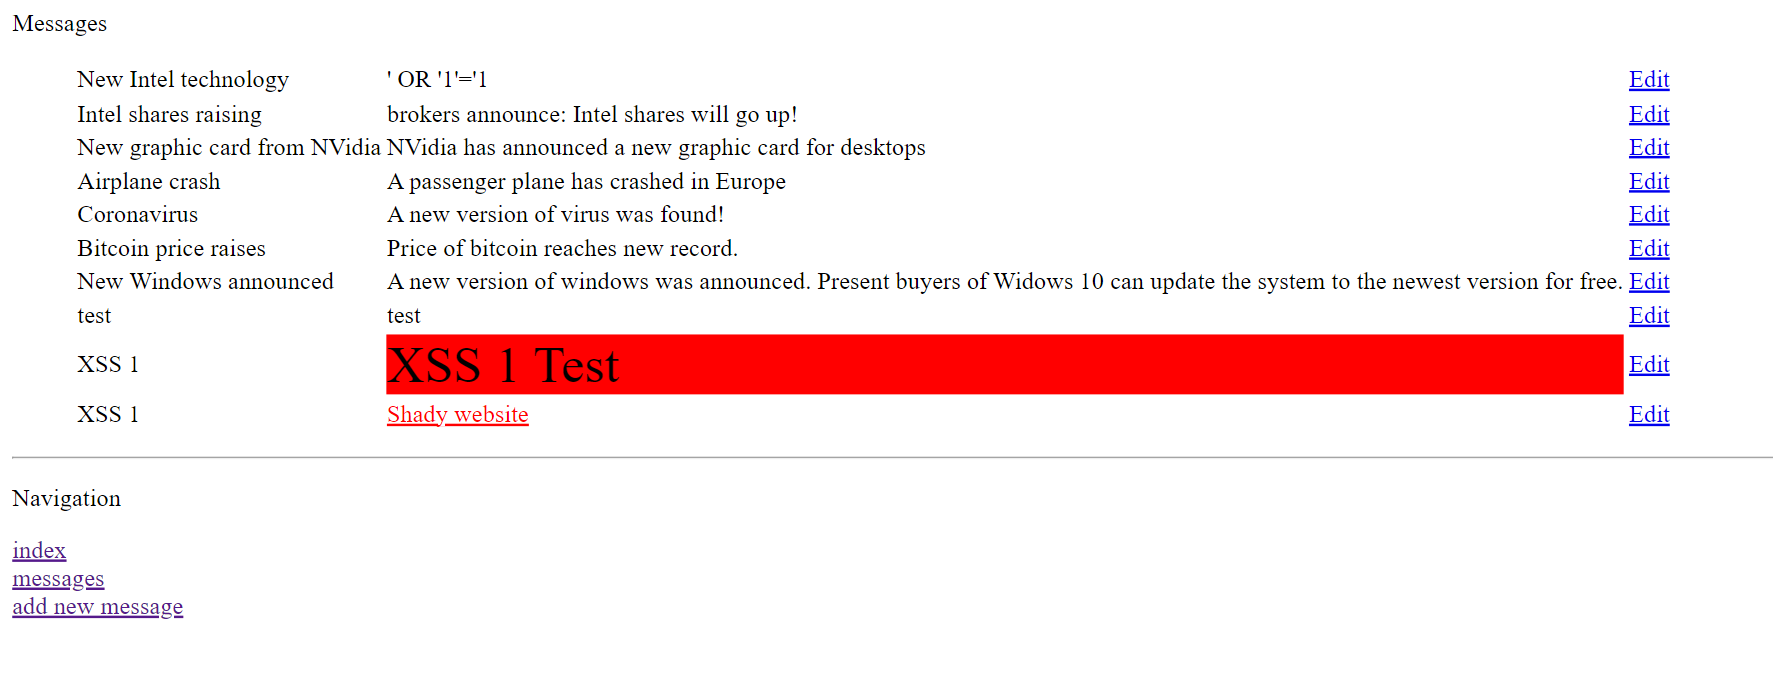 Messages
New Intel technology ' OR '1'='1 Edit
Intel shares raising brokers announce: Intel shares will go up! Edit
New graphic card from NVidia NVidia has announced a new graphic card for desktops Edit
Airplane crash A passenger plane has crashed in Europe Edit
Coronavirus A new version of virus was found! Edit
Bitcoin price raises Price of bitcoin reaches new record. Edit
New Windows announced A new version of windows was announced. Present buyers of Widows 10 can update the system to the newest version for free. Edit
test test Edit
XSS 1 XSS 1 Test Edit
XSS 1 Shady website Edit
Navigation
index
messages
add new message